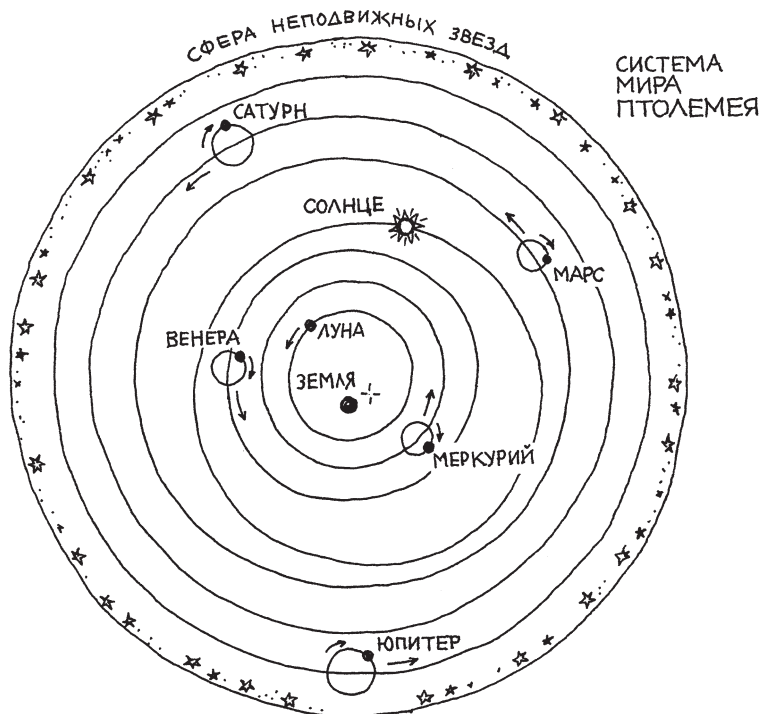 СФЕРА НЕПОДВИЖНЫХ ЗВЕЗД
СИСТЕМА
МИРА
ПТОЛЕМЕЯ
САТУРН
СОЛНЦЕ
МАРС
ВЕНЕРА
ЛУНА
ЗЕМЛЯ
МЕРКУРИЙ
ЮПИТЕР